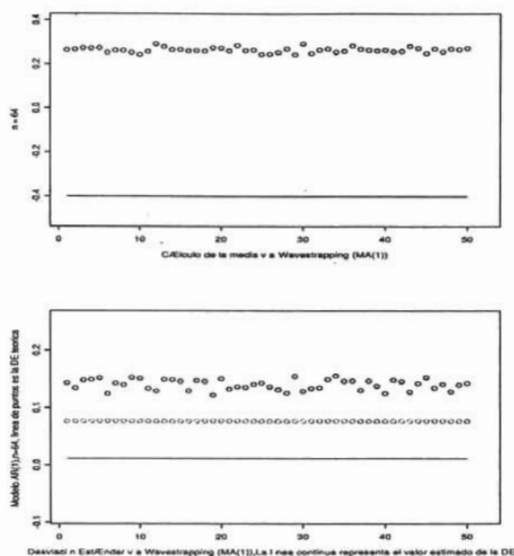 0.4
0.2
0.0
-0.2
-0.4
n = 64
0 10 20 30 40 50
CÆlculo de la media v a Wavestrapping (MA(1))
0.2
0.1
0.0
-0.1
Modelo AR(1),n=64, linea de puntos es la DE teorica
0 10 20 30 40 50
Desviaci n EstÆndar v a Wavestrapping (MA(1)),La l nea continua representa el valor estimado de la DE